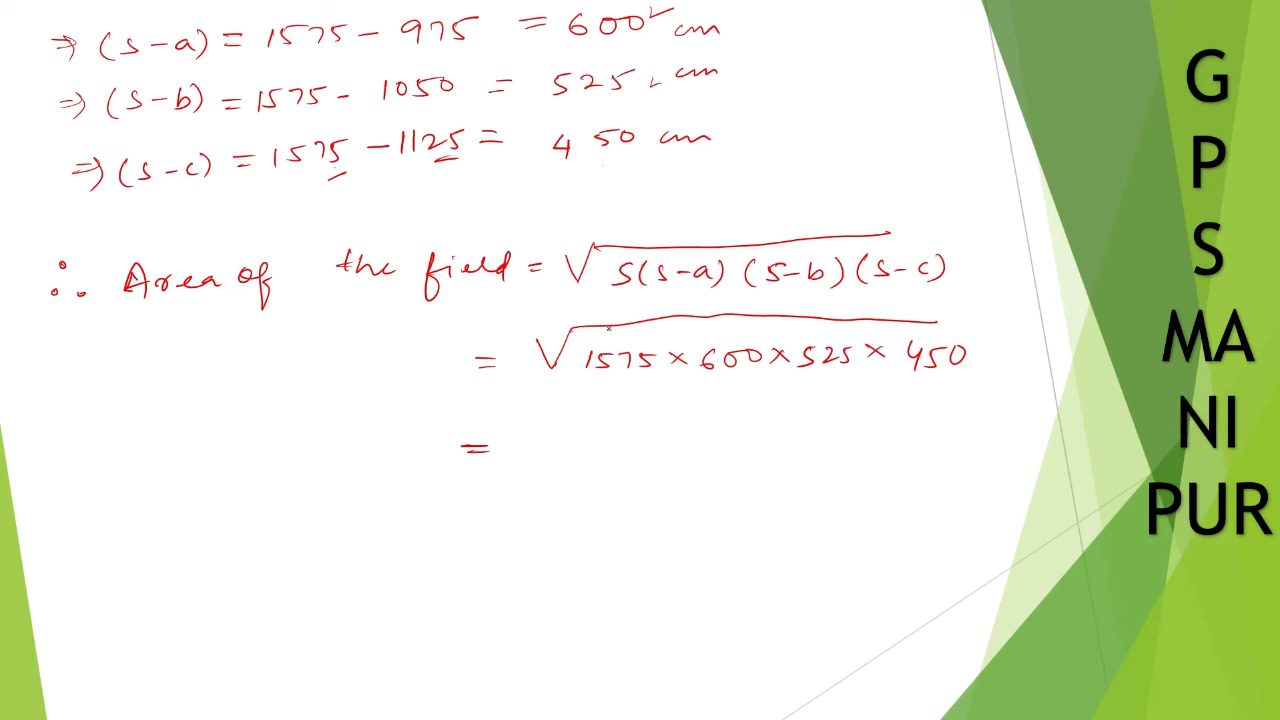 ⇒ (s-a) = 1575 - 975 = 600 cm
⇒ (s-b) = 1575 - 1050 = 525 cm
⇒ (s-c) = 1575 - 1125 = 450 cm
∴ Area of the field = √s(s-a)(s-b)(s-c)
= √1575×600×525×450
=
G
P
S
MA
NI
PUR